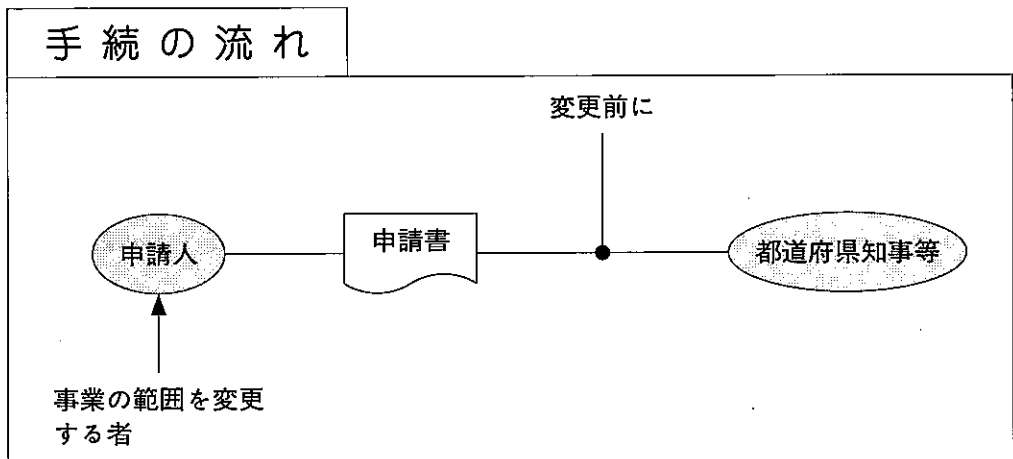 手続の流れ
変更前に
申請人
申請書
都道府県知事等
事業の範囲を変更
する者